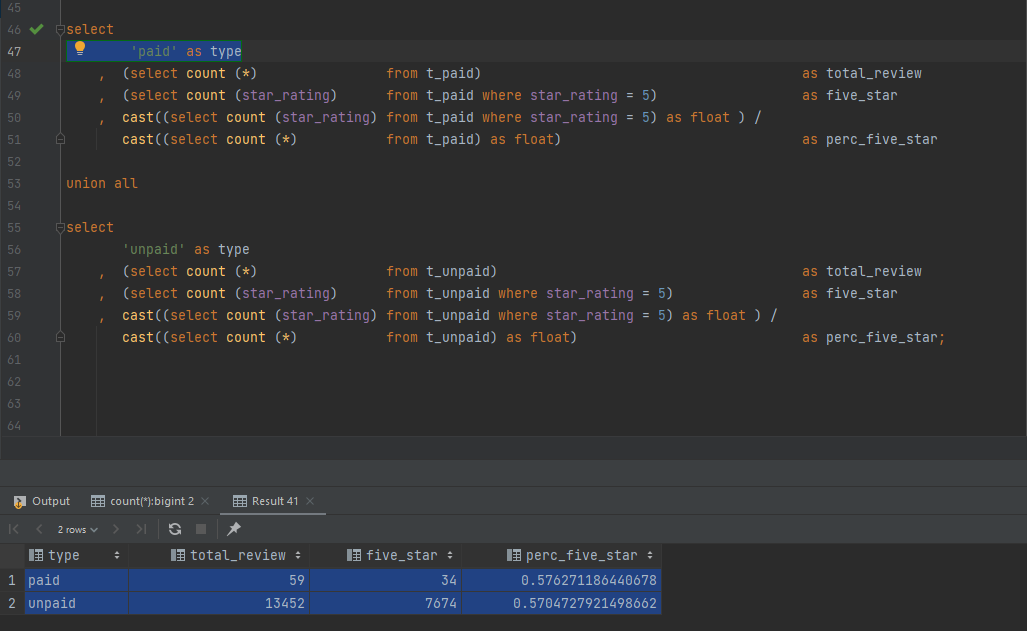 45
46 select
47 'paid' as type
48 , (select count (*) from t_paid) as total_review
49 , (select count (star_rating) from t_paid where star_rating = 5) as five_star
50 , cast((select count (star_rating) from t_paid where star_rating = 5) as float ) /
51 cast((select count (*) from t_paid) as float) as perc_five_star
52
53 union all
54
55 select
56 'unpaid' as type
57 , (select count (*) from t_unpaid) as total_review
58 , (select count (star_rating) from t_unpaid where star_rating = 5) as five_star
59 , cast((select count (star_rating) from t_unpaid where star_rating = 5) as float ) /
60 cast((select count (*) from t_unpaid) as float) as perc_five_star;
61
62
63
64
Output count(*):bigint 2 Result 41
2 rows
type total_review five_star perc_five_star
1 paid 59 34 0.576271186440678
2 unpaid 13452 7674 0.5704727921498662